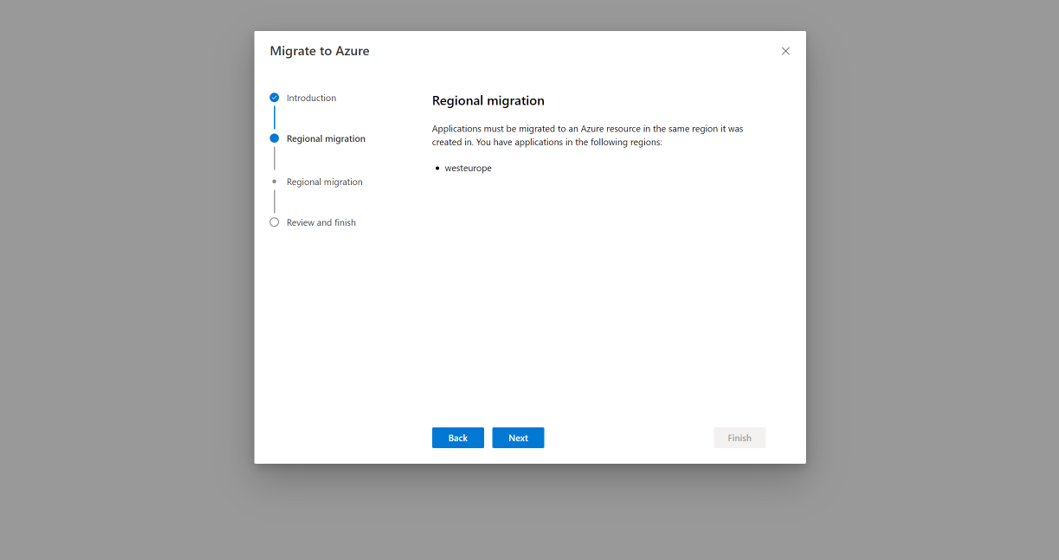 Migrate to Azure
Introduction
Regional migration
Regional migration
Review and finish
Regional migration
Applications must be migrated to an Azure resource in the same region it was
created in. You have applications in the following regions:
westeurope
Back
Next
Finish